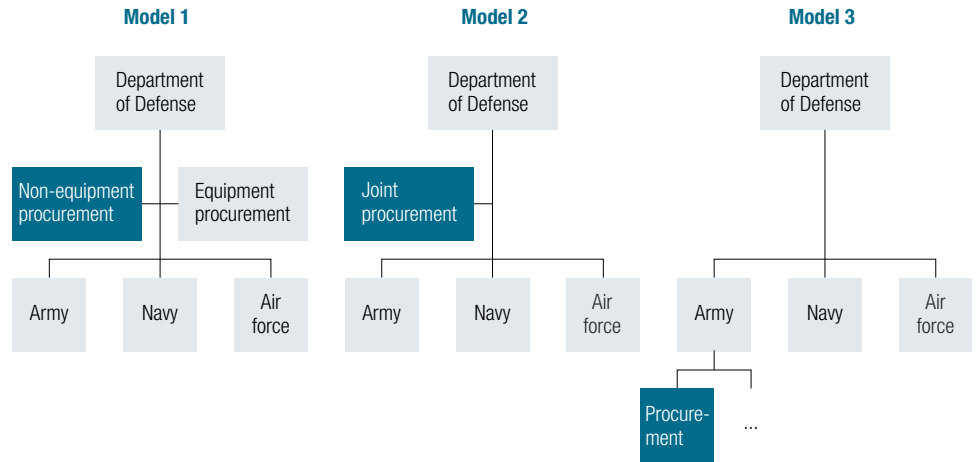 Model 1
Department
of Defense
Non-equipment
procurement
Equipment
procurement
Army
Navy
Air
force
Model 2
Department
of Defense
Joint
procurement
Army
Navy
Air
force
Model 3
Department
of Defense
Army
Navy
Air
force
Procure-
ment
...